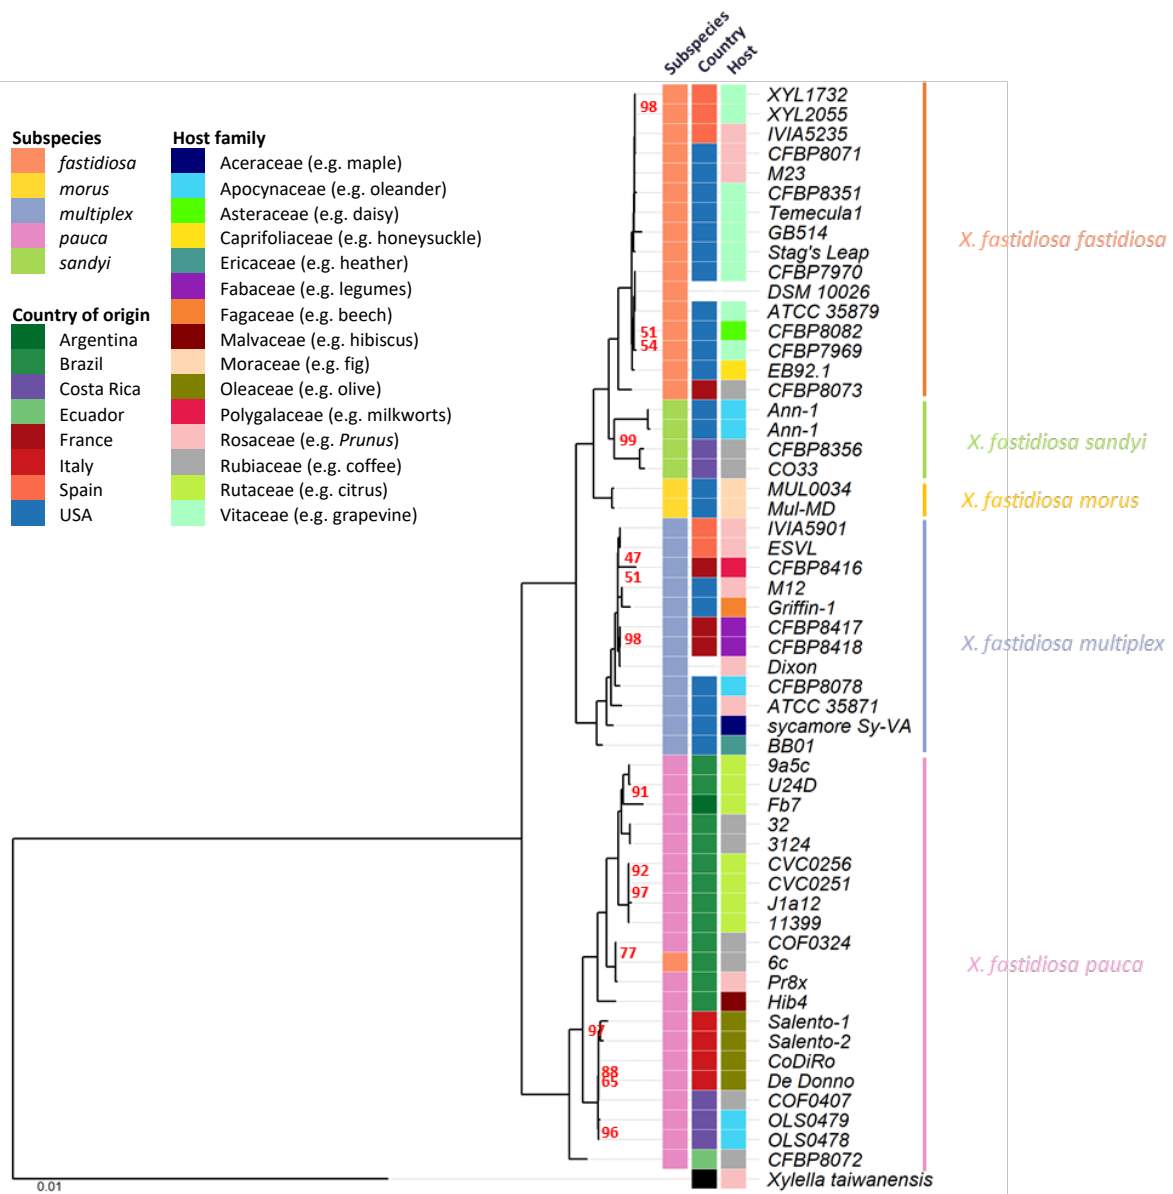 Subspecies
Country
Host
Subspecies
fastidiosa
morus
multiplex
pauca
sandyi
Country of origin
Argentina
Brazil
Costa Rica
Ecuador
France
Italy
Spain
USA
Host family
Aceraceae (e.g. maple)
Apocynaceae (e.g. oleander)
Asteraceae (e.g. daisy)
Caprifoliaceae (e.g. honeysuckle)
Ericaceae (e.g. heather)
Fabaceae (e.g. legumes)
Fagaceae (e.g. beech)
Malvaceae (e.g. hibiscus)
Moraceae (e.g. fig)
Oleaceae (e.g. olive)
Polygalaceae (e.g. milkworts)
Rosaceae (e.g. Prunus)
Rubiaceae (e.g. coffee)
Rutaceae (e.g. citrus)
Vitaceae (e.g. grapevine)
98
51
54
99
47
51
98
91
92
97
77
97
88
65
96
XYL1732
XYL2055
IVIA5235
CFBP8071
M23
CFBP8351
Temecula1
GB514
Stag's Leap
CFBP7970
DSM 10026
ATCC 35879
CFBP8082
CFBP7969
EB92.1
CFBP8073
Ann-1
Ann-1
CFBP8356
CO33
MUL0034
Mul-MD
IVIA5901
ESVL
CFBP8416
M12
Griffin-1
CFBP8417
CFBP8418
Dixon
CFBP8078
ATCC 35871
sycamore Sy-VA
BB01
9a5c
U24D
Fb7
32
3124
CVC0256
CVC0251
J1a12
11399
COF0324
6c
Pr8x
Hib4
Salento-1
Salento-2
CoDiRo
De Donno
COF0407
OLS0479
OLS0478
CFBP8072
Xylella taiwanensis
X. fastidiosa fastidiosa
X. fastidiosa sandyi
X. fastidiosa morus
X. fastidiosa multiplex
X. fastidiosa pauca
0.01